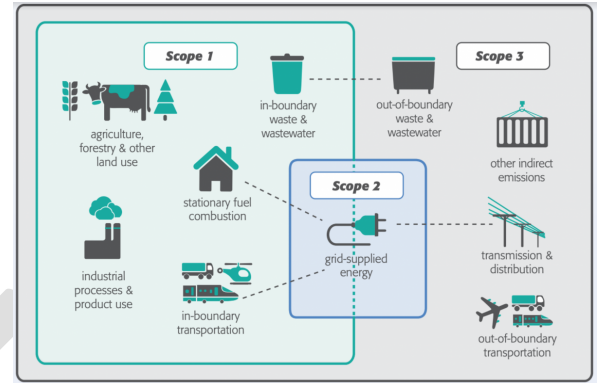 Scope 1
Scope 3
in-boundary
waste &
wastewater
out-of-boundary
waste &
wastewater
agriculture,
forestry & other
land use
other indirect
emissions
stationary fuel
combustion
Scope 2
grid-supplied
energy
transmission &
distribution
industrial
processes &
product use
in-boundary
transportation
out-of-boundary
transportation